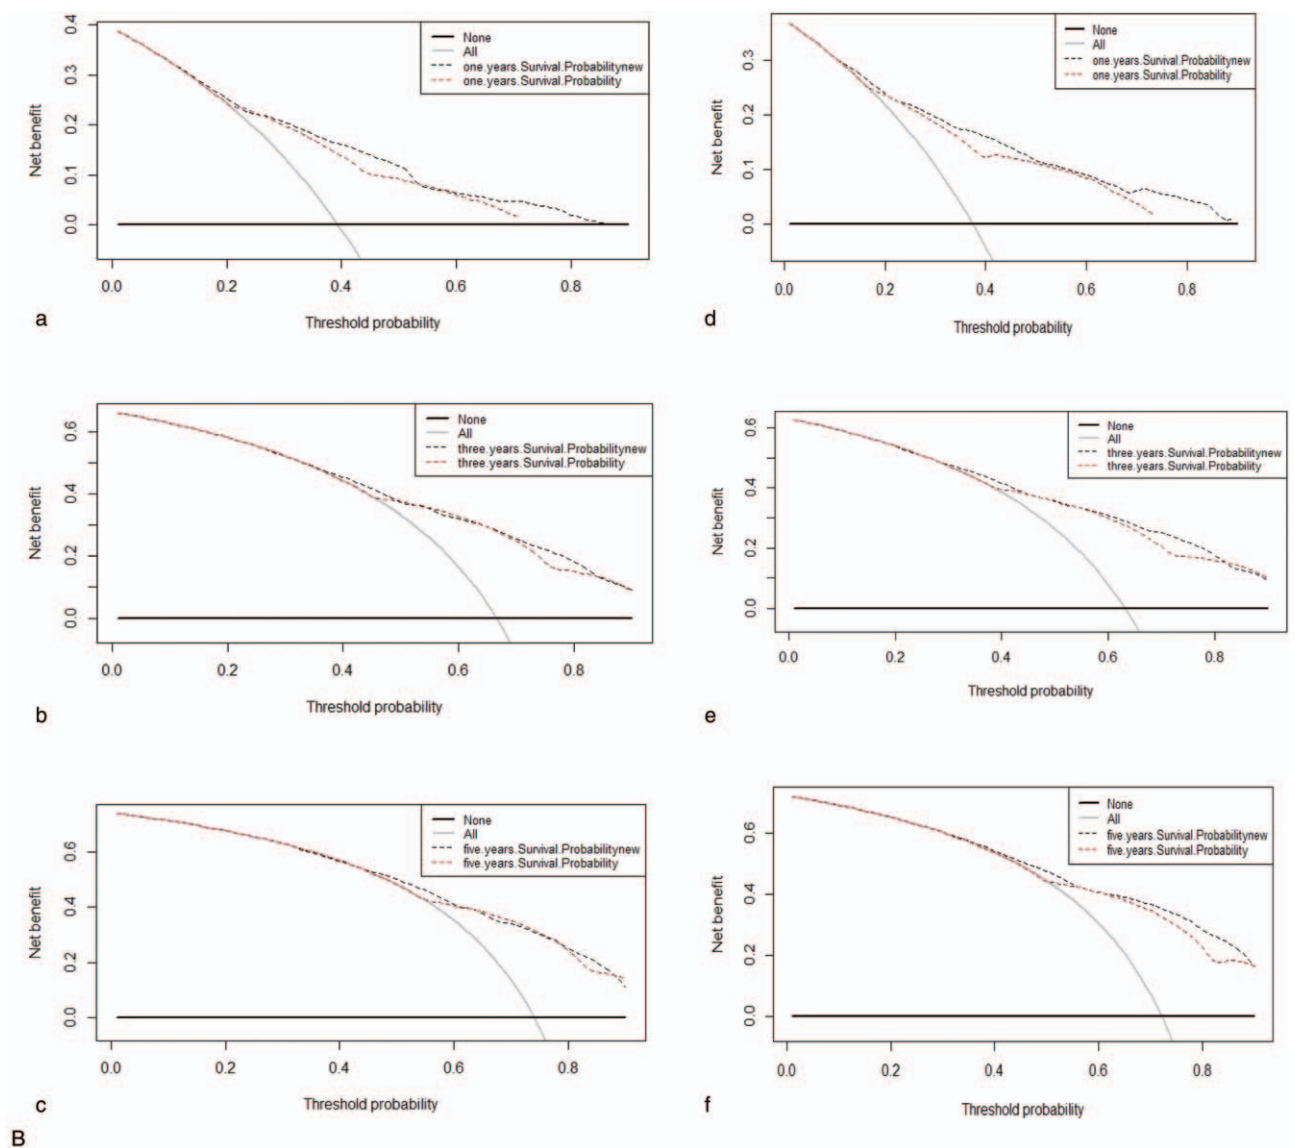 None
All
one.years.Survival.Probabilitynew
one.years.Survival.Probability
Net benefit
0.4
0.3
0.2
0.1
0.0
0.0 0.2 0.4 0.6 0.8
Threshold probability
a
None
All
one.years.Survival.Probabilitynew
one.years.Survival.Probability
Net benefit
0.3
0.2
0.1
0.0
0.0 0.2 0.4 0.6 0.8
Threshold probability
d
None
All
three.years.Survival.Probabilitynew
three.years.Survival.Probability
Net benefit
0.6
0.4
0.2
0.0
0.0 0.2 0.4 0.6 0.8
Threshold probability
b
None
All
three.years.Survival.Probabilitynew
three.years.Survival.Probability
Net benefit
0.6
0.4
0.2
0.0
0.0 0.2 0.4 0.6 0.8
Threshold probability
e
None
All
five.years.Survival.Probabilitynew
five.years.Survival.Probability
Net benefit
0.6
0.4
0.2
0.0
0.0 0.2 0.4 0.6 0.8
Threshold probability
c
None
All
five.years.Survival.Probabilitynew
five.years.Survival.Probability
Net benefit
0.6
0.4
0.2
0.0
0.0 0.2 0.4 0.6 0.8
Threshold probability
f
B